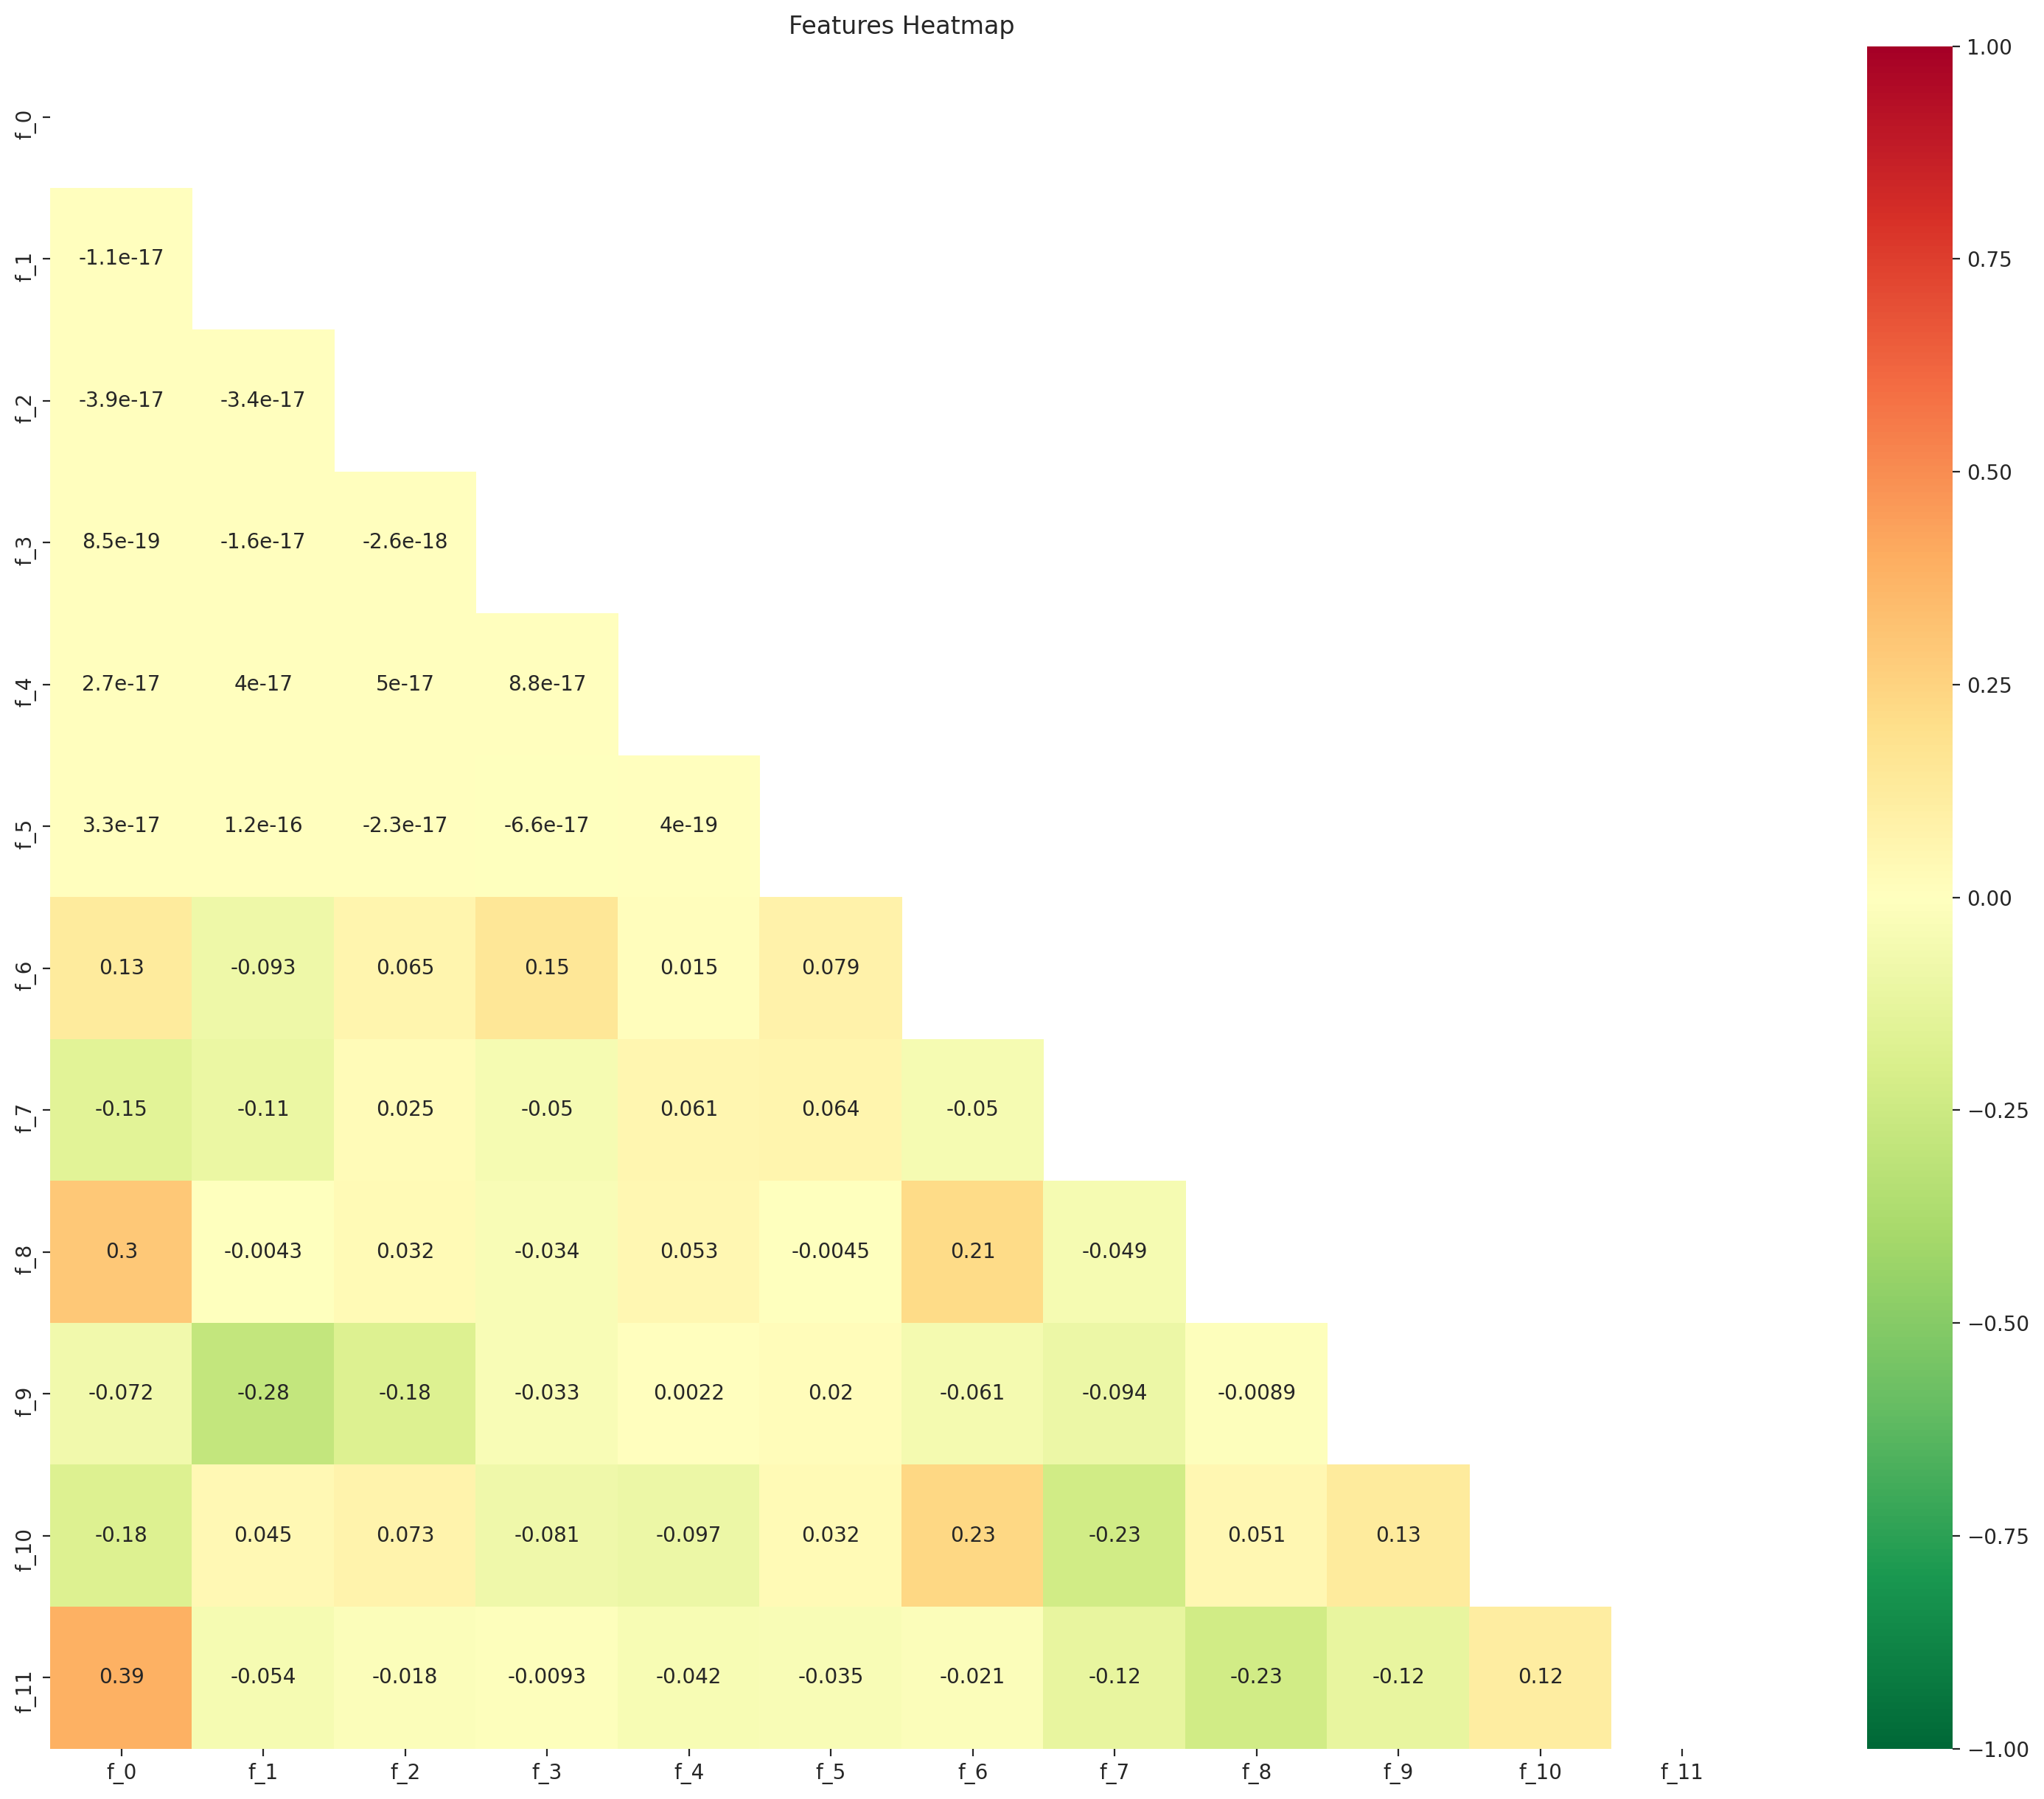 Features Heatmap
f_0
f_1 -1.1e-17
f_2 -3.9e-17 -3.4e-17
f_3 8.5e-19 -1.6e-17 -2.6e-18
f_4 2.7e-17 4e-17 5e-17 8.8e-17
f_5 3.3e-17 1.2e-16 -2.3e-17 -6.6e-17 4e-19
f_6 0.13 -0.093 0.065 0.15 0.015 0.079
f_7 -0.15 -0.11 0.025 -0.05 0.061 0.064 -0.05
f_8 0.3 -0.0043 0.032 -0.034 0.053 -0.0045 0.21 -0.049
f_9 -0.072 -0.28 -0.18 -0.033 0.0022 0.02 -0.061 -0.094 -0.0089
f_10 -0.18 0.045 0.073 -0.081 -0.097 0.032 0.23 -0.23 0.051 0.13
f_11 0.39 -0.054 -0.018 -0.0093 -0.042 -0.035 -0.021 -0.12 -0.23 -0.12 0.12
f_0 f_1 f_2 f_3 f_4 f_5 f_6 f_7 f_8 f_9 f_10 f_11
1.00
0.75
0.50
0.25
0.00
−0.25
−0.50
−0.75
−1.00